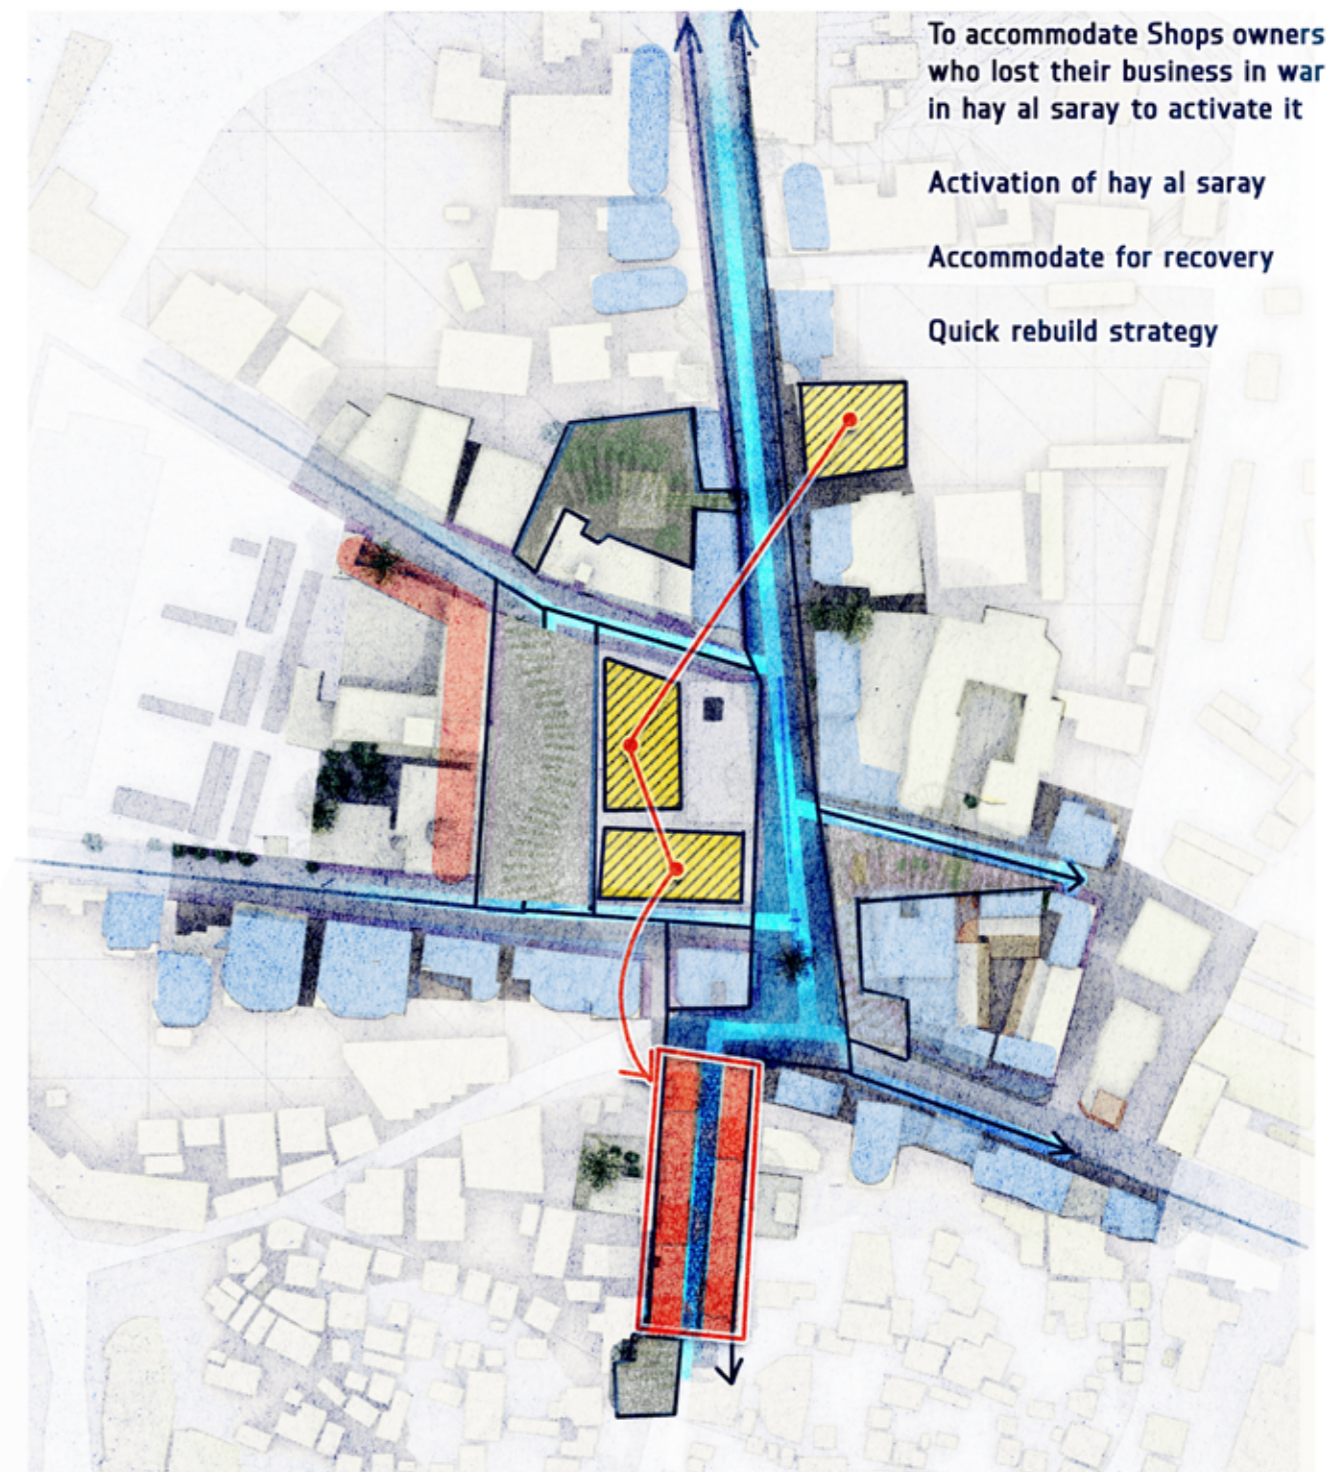 To accommodate Shops owners
who lost their business in war
in hay al saray to activate it
Activation of hay al saray
Accommodate for recovery
Quick rebuild strategy